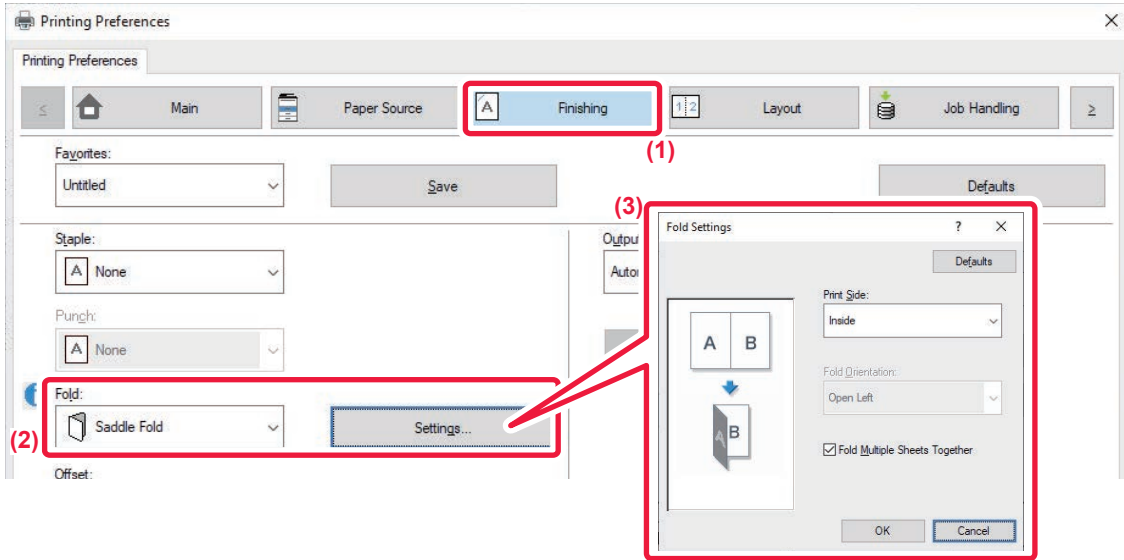 Printing Preferences
Printing Preferences
Main
Paper Source
A
Finishing
1 2
Layout
Job Handling
(1)
Favorites:
Untitled
Save
Defaults
(3)
Staple:
A None
Outpu
Autor
Punch:
A None
Fold:
Saddle Fold
Settings...
(2)
Offset:
Fold Settings
?
Defaults
Print Side:
Inside
A B
Fold Orientation:
Open Left
A B
Fold Multiple Sheets Together
OK
Cancel